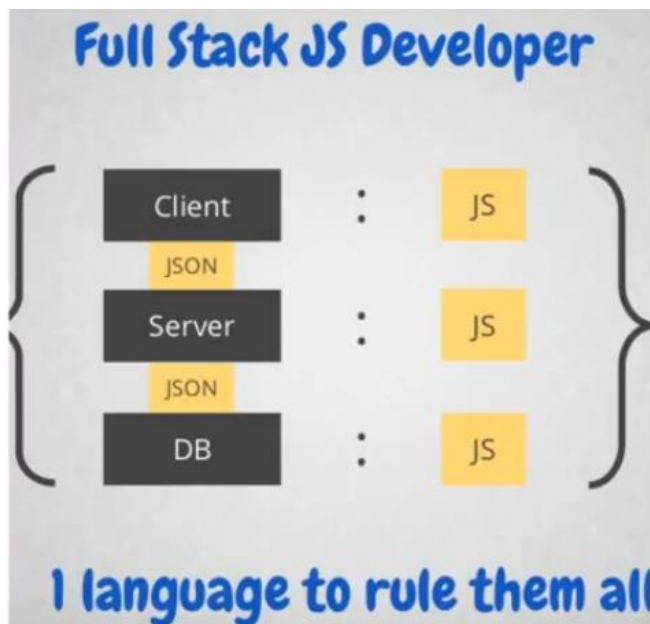 Full Stack JS Developer
{ Client : JS }
JSON
Server : JS
JSON
DB : JS
1 language to rule them all